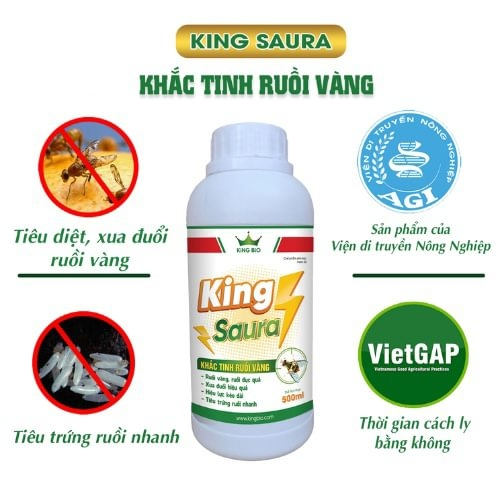 KING SAURA
KHẮC TINH RUỒI VÀNG
Tiêu diệt, xua đuổi
ruồi vàng
Tiêu trứng ruồi nhanh
KING BIO
King
Saura
KHẮC TINH RUỒI VÀNG
- Ruồi vàng, ruồi đục quả
- Xua đuổi hiệu quả
- Hiệu lực kéo dài
- Tiêu trứng ruồi nhanh
500ml
www.kingbio.com
VIỆN DI TRUYỀN NÔNG NGHIỆP
AGI
Sản phẩm của
Viện di truyền Nông Nghiệp
VietGAP
Vietnamese Good Agricultural Practices
Thời gian cách ly
bằng không